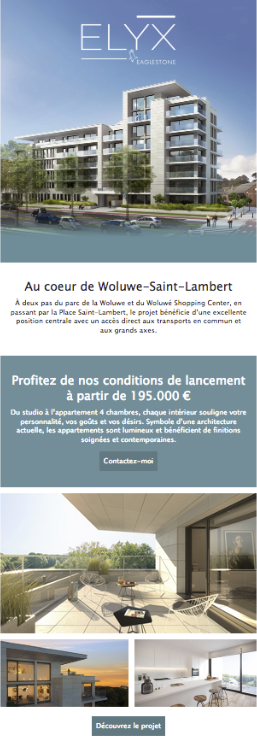 ELYX
EAGLESTONE
Au coeur de Woluwe-Saint-Lambert
À deux pas du parc de la Woluwe et du Woluwé Shopping Center, en
passant par la Place Saint-Lambert, le projet bénéficie d'une excellente
position centrale avec un accès direct aux transports en commun et
aux grands axes.
Profitez de nos conditions de lancement
à partir de 195.000 €
Du studio à l'appartement 4 chambres, chaque intérieur souligne votre
personnalité, vos goûts et vos désirs. Symbole d'une architecture
actuelle, les appartements sont lumineux et bénéficient de finitions
soignées et contemporaines.
Contactez-moi
Découvrez le projet